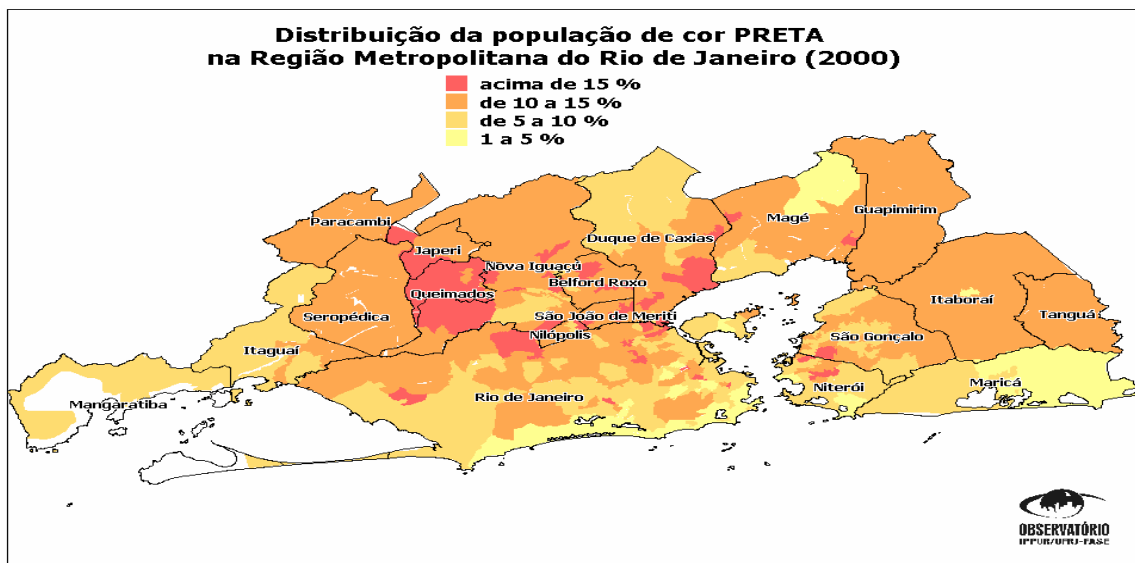 Distribuição da população de cor PRETA
na Região Metropolitana do Rio de Janeiro (2000)
acima de 15 %
de 10 a 15 %
de 5 a 10 %
1 a 5 %
Paracambi
Japeri
Guapimirim
Magé
Duque de Caxias
Nova Iguaçú
Belford Roxo
Queimados
Seropédica
São João de Meriti
Nilópolis
Itaboraí
Tanguá
São Gonçalo
Itaguaí
Niterói
Maricá
Rio de Janeiro
Mangaratiba
OBSERVATÓRIO
IPPUR/UFRJ-FASE